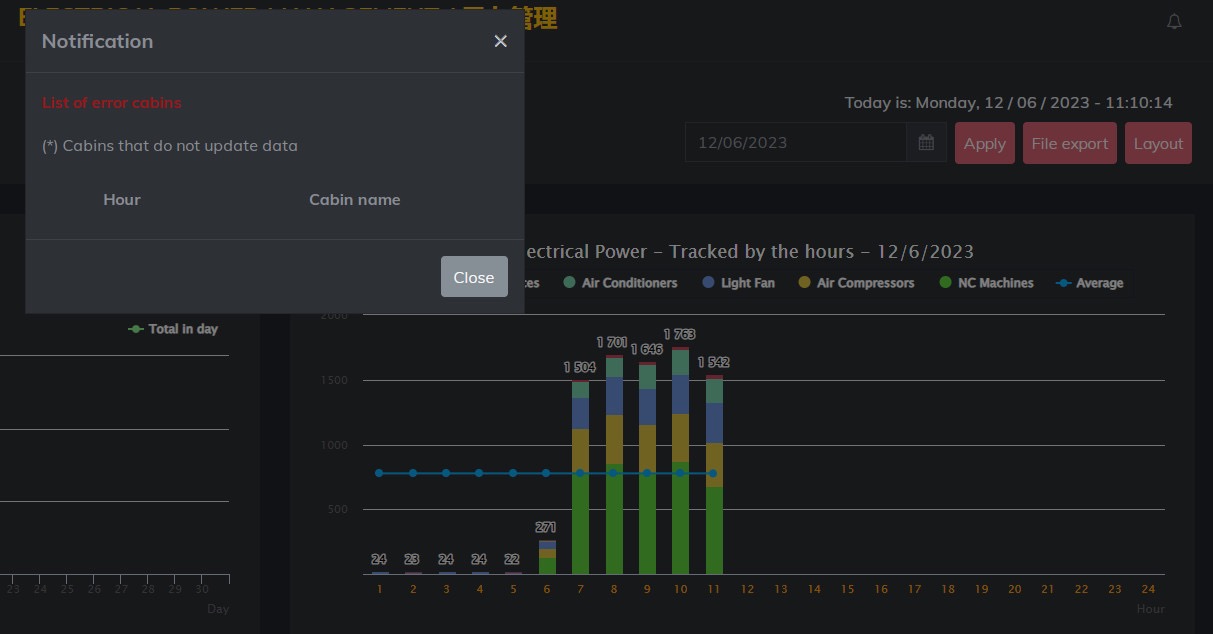 管理
Notification
×
List of error cabins
(*) Cabins that do not update data
Hour Cabin name
Close
Today is: Monday, 12 / 06 / 2023 - 11:10:14
12/06/2023
Apply File export Layout
Total in day
23 24 25 26 27 28 29 30
Day
Electrical Power – Tracked by the hours – 12/6/2023
Air Conditioners Light Fan Air Compressors NC Machines Average
2000
1500
1000
500
24 23 24 24 22 271 1 504 1 701 1 646 1 763 1 542
1 2 3 4 5 6 7 8 9 10 11 12 13 14 15 16 17 18 19 20 21 22 23 24
Hour